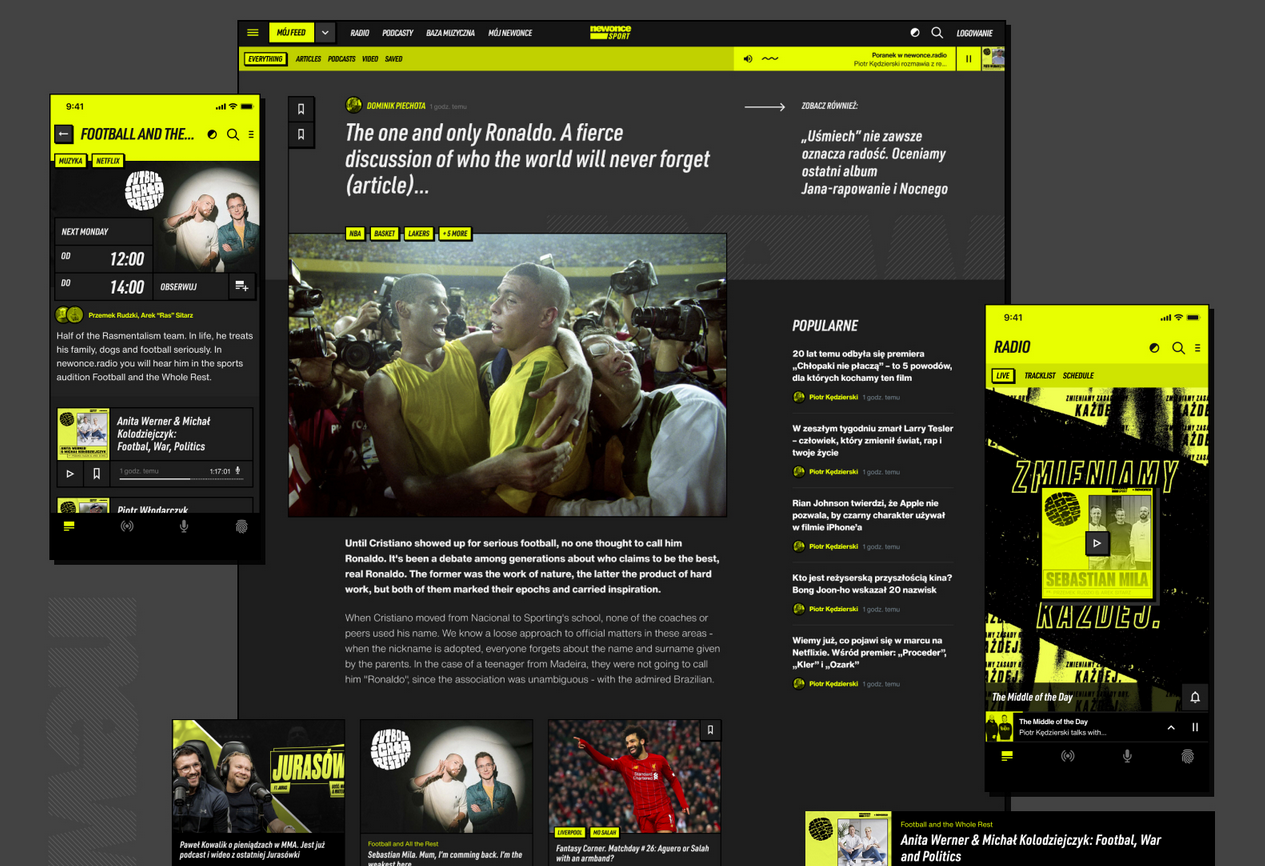 MÓJ FEED
RADIO
PODCASTY
BAZA MUZYCZNA
MÓJ NEWONCE
newonce
SPORT
LOGOWANIE
EVERYTHING
ARTICLES
PODCASTS
VIDEO
SAVED
Poranek w newonce.radio
Piotr Kędzierski rozmawia z re...
9:41
FOOTBALL AND THE...
MUZYKA
NETFLIX
FUTBOL
I CAŁA
RESZTA
NEXT MONDAY
OD
12:00
DO
14:00
OBSERWUJ
Przemek Rudzki, Arek "Ras" Sitarz
Half of the Rasmentalism team. In life, he treats
his family, dogs and football seriously. In
newonce.radio you will hear him in the sports
audition Football and the Whole Rest.
Anita Werner & Michał
Kolodziejczyk:
Footbal, War, Politics
1 godz. temu
1:17:01
Piotr Włodarczyk
DOMINIK PIECHOTA
1 godz. temu
The one and only Ronaldo. A fierce
discussion of who the world will never forget
(article)...
ZOBACZ RÓWNIEŻ:
„Uśmiech” nie zawsze
oznacza radość. Oceniamy
ostatni album
Jana-rapowanie i Nocnego
NBA
BASKET
LAKERS
+ 5 MORE
Until Cristiano showed up for serious football, no one thought to call him
Ronaldo. It's been a debate among generations about who claims to be the best,
real Ronaldo. The former was the work of nature, the latter the product of hard
work, but both of them marked their epochs and carried inspiration.
When Cristiano moved from Nacional to Sporting's school, none of the coaches or
peers used his name. We know a loose approach to official matters in these areas -
when the nickname is adopted, everyone forgets about the name and surname given
by the parents. In the case of a teenager from Madeira, they were not going to call
him "Ronaldo", since the association was unambiguous - with the admired Brazilian.
POPULARNE
20 lat temu odbyła się premiera
„Chłopaki nie płaczą” – to 5 powodów,
dla których kochamy ten film
Piotr Kędzierski
1 godz. temu
W zeszłym tygodniu zmarł Larry Tesler
– człowiek, który zmienił świat, rap i
twoje życie
Piotr Kędzierski
1 godz. temu
Rian Johnson twierdzi, że Apple nie
pozwala, by czarny charakter używał
w filmie iPhone'a
Piotr Kędzierski
1 godz. temu
Kto jest reżyserską przyszłością kina?
Bong Joon-ho wskazał 20 nazwisk
Piotr Kędzierski
1 godz. temu
Wiemy już, co pojawi się w marcu na
Netflixie. Wśród premier: „Proceder”,
„Kler” i „Ozark”
Piotr Kędzierski
1 godz. temu
9:41
RADIO
LIVE
TRACKLIST
SCHEDULE
ZMIENIAMY
SEBASTIAN MILA
KAŻDEJ.
The Middle of the Day
The Middle of the Day
Piotr Kędzierski talks with...
JURASÓW
Paweł Kowalik o pieniądzach w MMA. Jest już
podcast i wideo z ostatniej Jurasówki
FUTBOL
I CAŁA
RESZTA
Football and All the Rest
Sebastian Mila. Mum, I'm comming back. I'm the
weakest here
LIVERPOOL
MO SALAH
Fantasy Corner. Matchday # 26: Aguero or Salah
with an armband?
Football and the Whole Rest
Anita Werner & Michał Kolodziejczyk: Footbal, War
and Politics